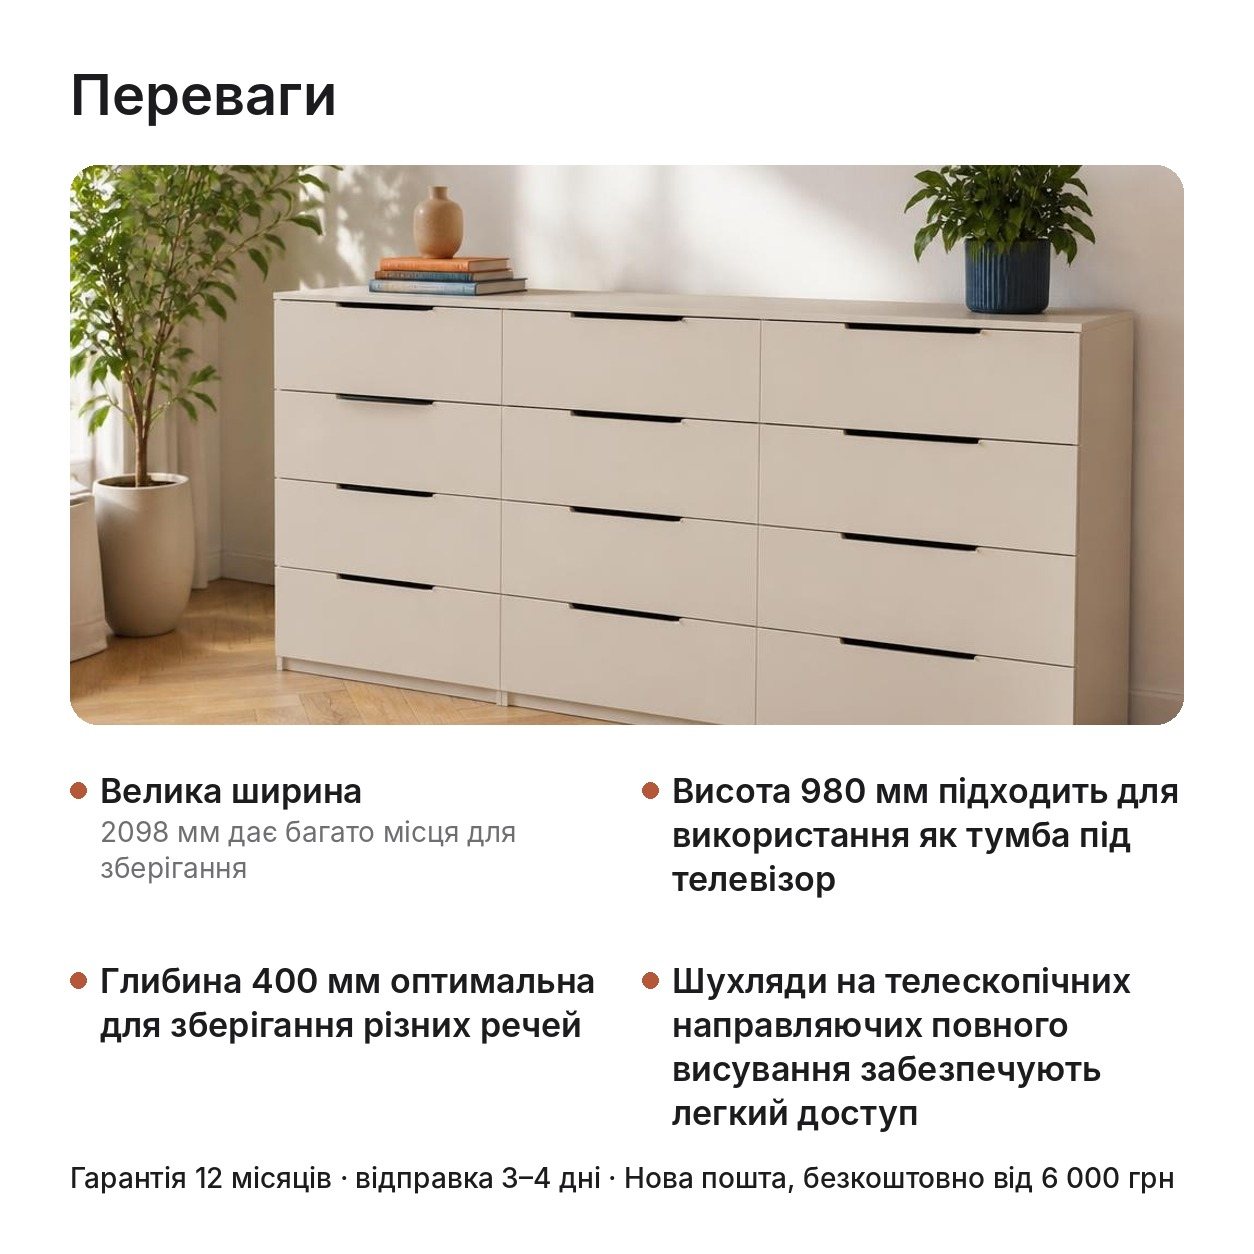 Переваги
Велика ширина
2098 мм дає багато місця для
зберігання
Висота 980 мм підходить для
використання як тумба під
телевізор
Глибина 400 мм оптимальна
для зберігання різних речей
Шухляди на телескопічних
направляючих повного
висування забезпечують
легкий доступ
Гарантія 12 місяців · відправка 3–4 дні · Нова пошта, безкоштовно від 6 000 грн